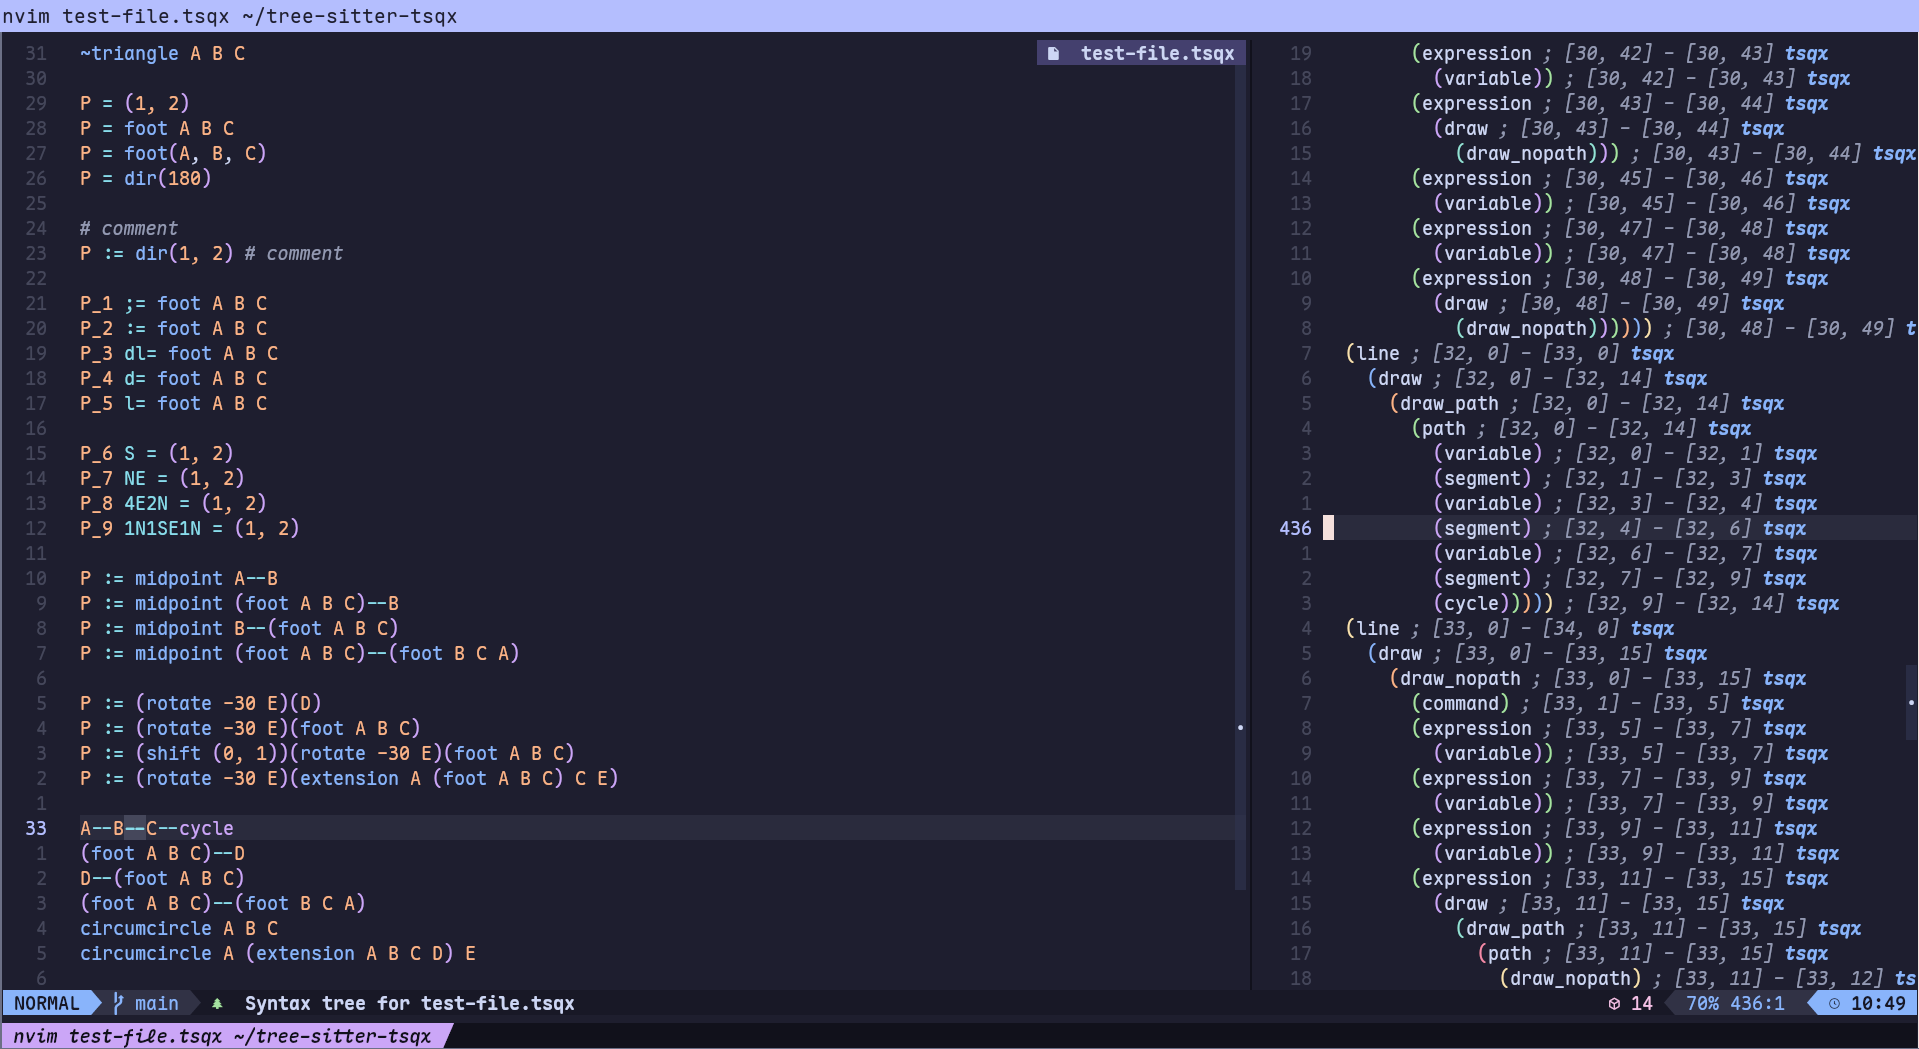 nvim test-file.tsqx ~/tree-sitter-tsqx
31 ~triangle A B C
test-file.tsqx
30
29 P = (1, 2)
28 P = foot A B C
27 P = foot(A, B, C)
26 P = dir(180)
25
24 # comment
23 P := dir(1, 2) # comment
22
21 P_1 ;= foot A B C
20 P_2 := foot A B C
19 P_3 dl= foot A B C
18 P_4 d= foot A B C
17 P_5 l= foot A B C
16
15 P_6 S = (1, 2)
14 P_7 NE = (1, 2)
13 P_8 4E2N = (1, 2)
12 P_9 1N1SE1N = (1, 2)
11
10 P := midpoint A--B
9 P := midpoint (foot A B C)--B
8 P := midpoint B--(foot A B C)
7 P := midpoint (foot A B C)--(foot B C A)
6
5 P := (rotate -30 E)(D)
4 P := (rotate -30 E)(foot A B C)
3 P := (shift (0, 1))(rotate -30 E)(foot A B C)
2 P := (rotate -30 E)(extension A (foot A B C) C E)
1
33 A--B--C--cycle
1 (foot A B C)--D
2 D--(foot A B C)
3 (foot A B C)--(foot B C A)
4 circumcircle A B C
5 circumcircle A (extension A B C D) E
6
19 (expression ; [30, 42] - [30, 43] tsqx
18 (variable)) ; [30, 42] - [30, 43] tsqx
17 (expression ; [30, 43] - [30, 44] tsqx
16 (draw ; [30, 43] - [30, 44] tsqx
15 (draw_nopath))) ; [30, 43] - [30, 44] tsqx
14 (expression ; [30, 45] - [30, 46] tsqx
13 (variable)) ; [30, 45] - [30, 46] tsqx
12 (expression ; [30, 47] - [30, 48] tsqx
11 (variable)) ; [30, 47] - [30, 48] tsqx
10 (expression ; [30, 48] - [30, 49] tsqx
9 (draw ; [30, 48] - [30, 49] tsqx
8 (draw_nopath)))))) ; [30, 48] - [30, 49] t
7 (line ; [32, 0] - [33, 0] tsqx
6 (draw ; [32, 0] - [32, 14] tsqx
5 (draw_path ; [32, 0] - [32, 14] tsqx
4 (path ; [32, 0] - [32, 14] tsqx
3 (variable) ; [32, 0] - [32, 1] tsqx
2 (segment) ; [32, 1] - [32, 3] tsqx
1 (variable) ; [32, 3] - [32, 4] tsqx
436 (segment) ; [32, 4] - [32, 6] tsqx
1 (variable) ; [32, 6] - [32, 7] tsqx
2 (segment) ; [32, 7] - [32, 9] tsqx
3 (cycle))))) ; [32, 9] - [32, 14] tsqx
4 (line ; [33, 0] - [34, 0] tsqx
5 (draw ; [33, 0] - [33, 15] tsqx
6 (draw_nopath ; [33, 0] - [33, 15] tsqx
7 (command) ; [33, 1] - [33, 5] tsqx
8 (expression ; [33, 5] - [33, 7] tsqx
9 (variable)) ; [33, 5] - [33, 7] tsqx
10 (expression ; [33, 7] - [33, 9] tsqx
11 (variable)) ; [33, 7] - [33, 9] tsqx
12 (expression ; [33, 9] - [33, 11] tsqx
13 (variable)) ; [33, 9] - [33, 11] tsqx
14 (expression ; [33, 11] - [33, 15] tsqx
15 (draw ; [33, 11] - [33, 15] tsqx
16 (draw_path ; [33, 11] - [33, 15] tsqx
17 (path ; [33, 11] - [33, 15] tsqx
18 (draw_nopath) ; [33, 11] - [33, 12] ts
NORMAL main Syntax tree for test-file.tsqx 14 70% 436:1 10:49
nvim test-file.tsqx ~/tree-sitter-tsqx